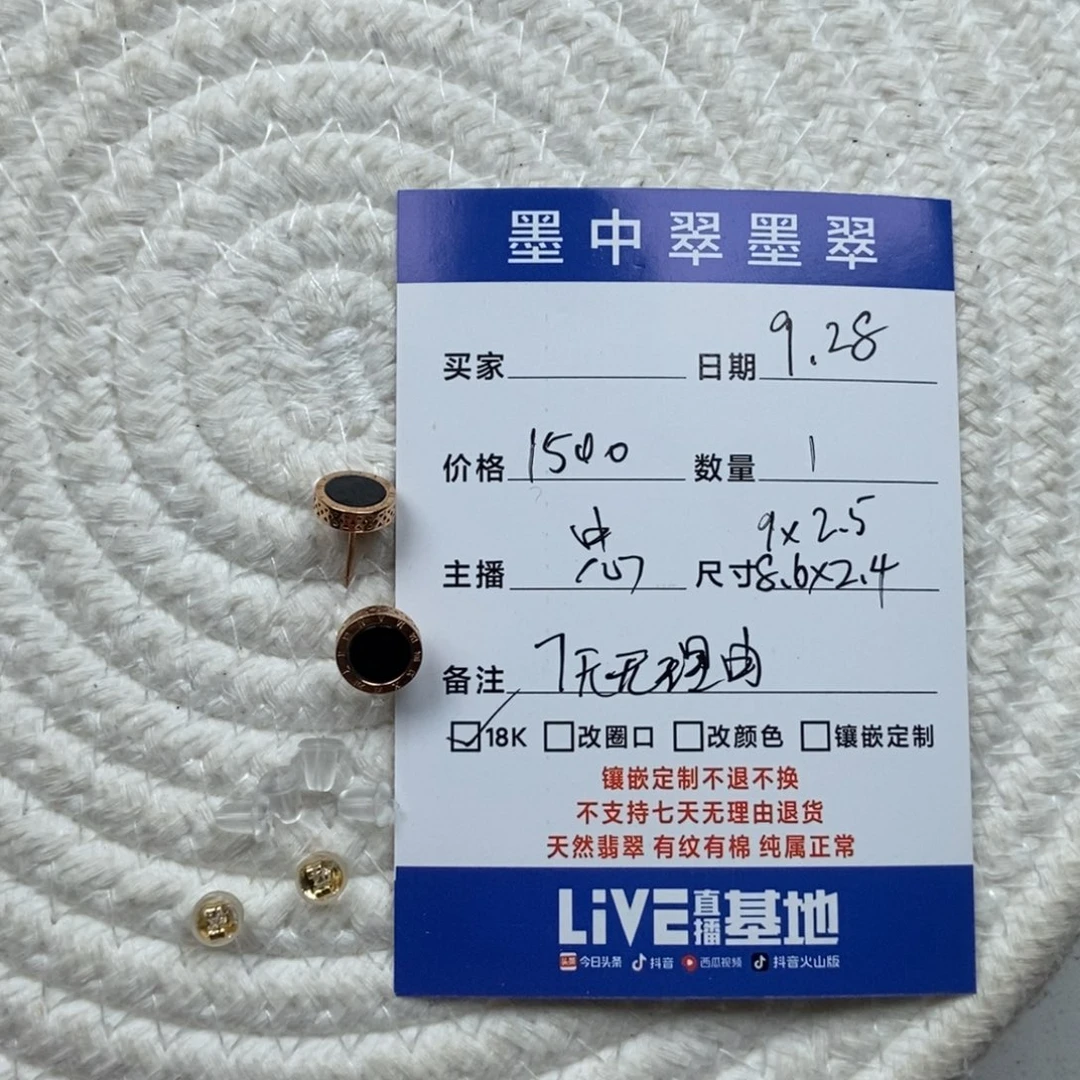 墨中翠墨翠
买家 日期 9.28
价格 1500 数量 1
9x2.5
主播 忠 尺寸 8.6x2.4
备注 7天无理由
18K 改圈口 改颜色 镶嵌定制
镶嵌定制不退不换
不支持七天无理由退货
天然翡翠 有纹有棉 纯属正常
LiVE直播基地
头条 今日头条 抖音 西瓜视频 抖音火山版